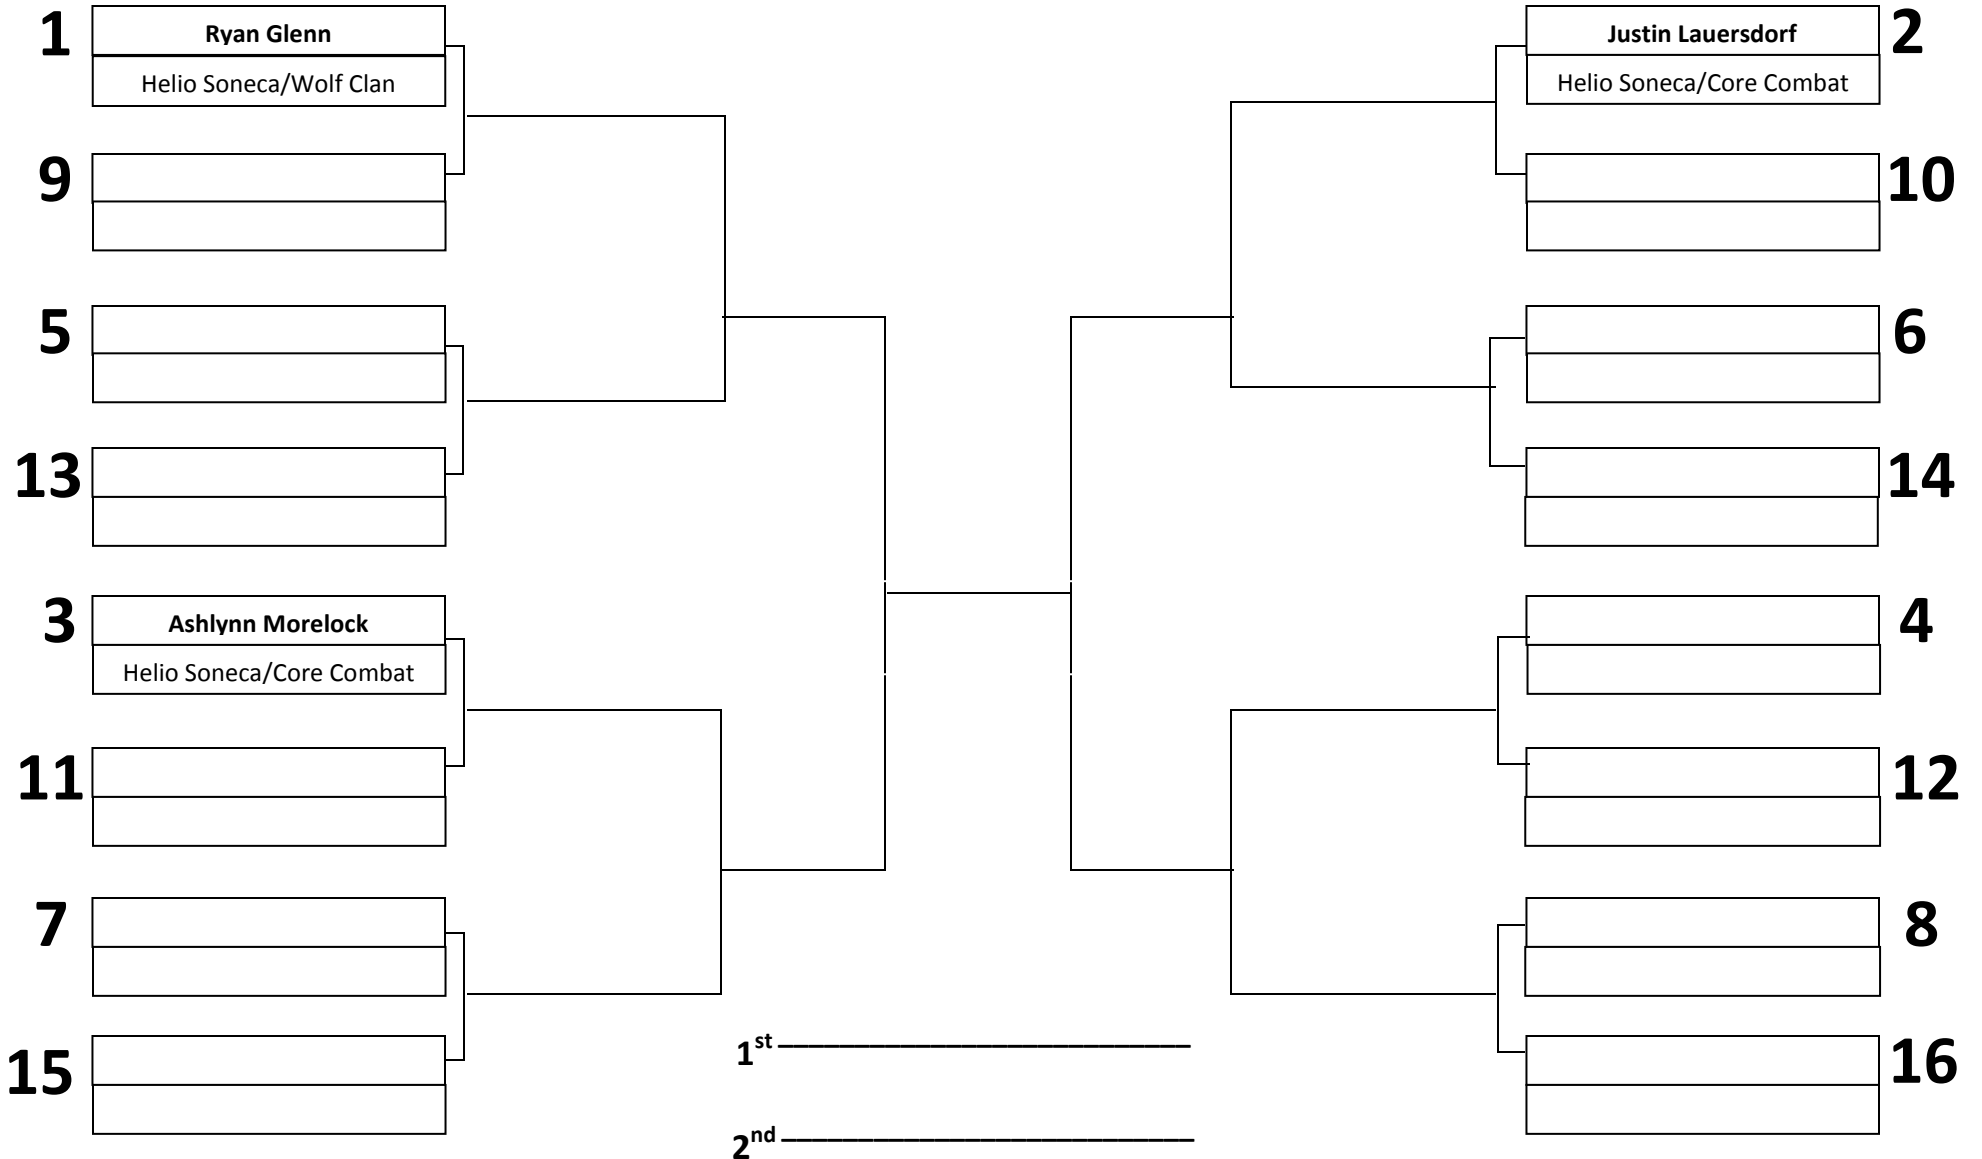 1
Ryan Glenn
Helio Soneca/Wolf Clan
9
5
13
3
Ashlynn Morelock
Helio Soneca/Core Combat
11
7
15
Justin Lauersdorf
2
Helio Soneca/Core Combat
10
6
14
4
12
8
16
1st
2nd